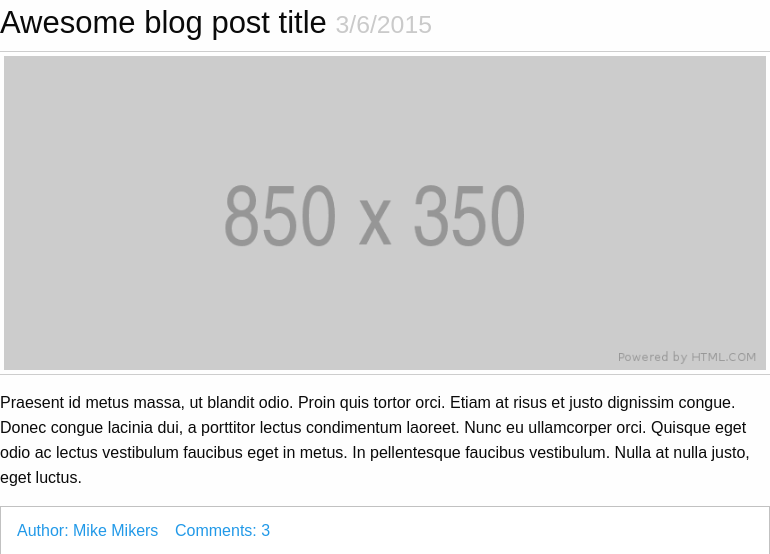 Awesome blog post title 3/6/2015
850 x 350
Powered by HTML.COM
Praesent id metus massa, ut blandit odio. Proin quis tortor orci. Etiam at risus et justo dignissim congue.
Donec congue lacinia dui, a porttitor lectus condimentum laoreet. Nunc eu ullamcorper orci. Quisque eget
odio ac lectus vestibulum faucibus eget in metus. In pellentesque faucibus vestibulum. Nulla at nulla justo,
eget luctus.
Author: Mike Mikers Comments: 3